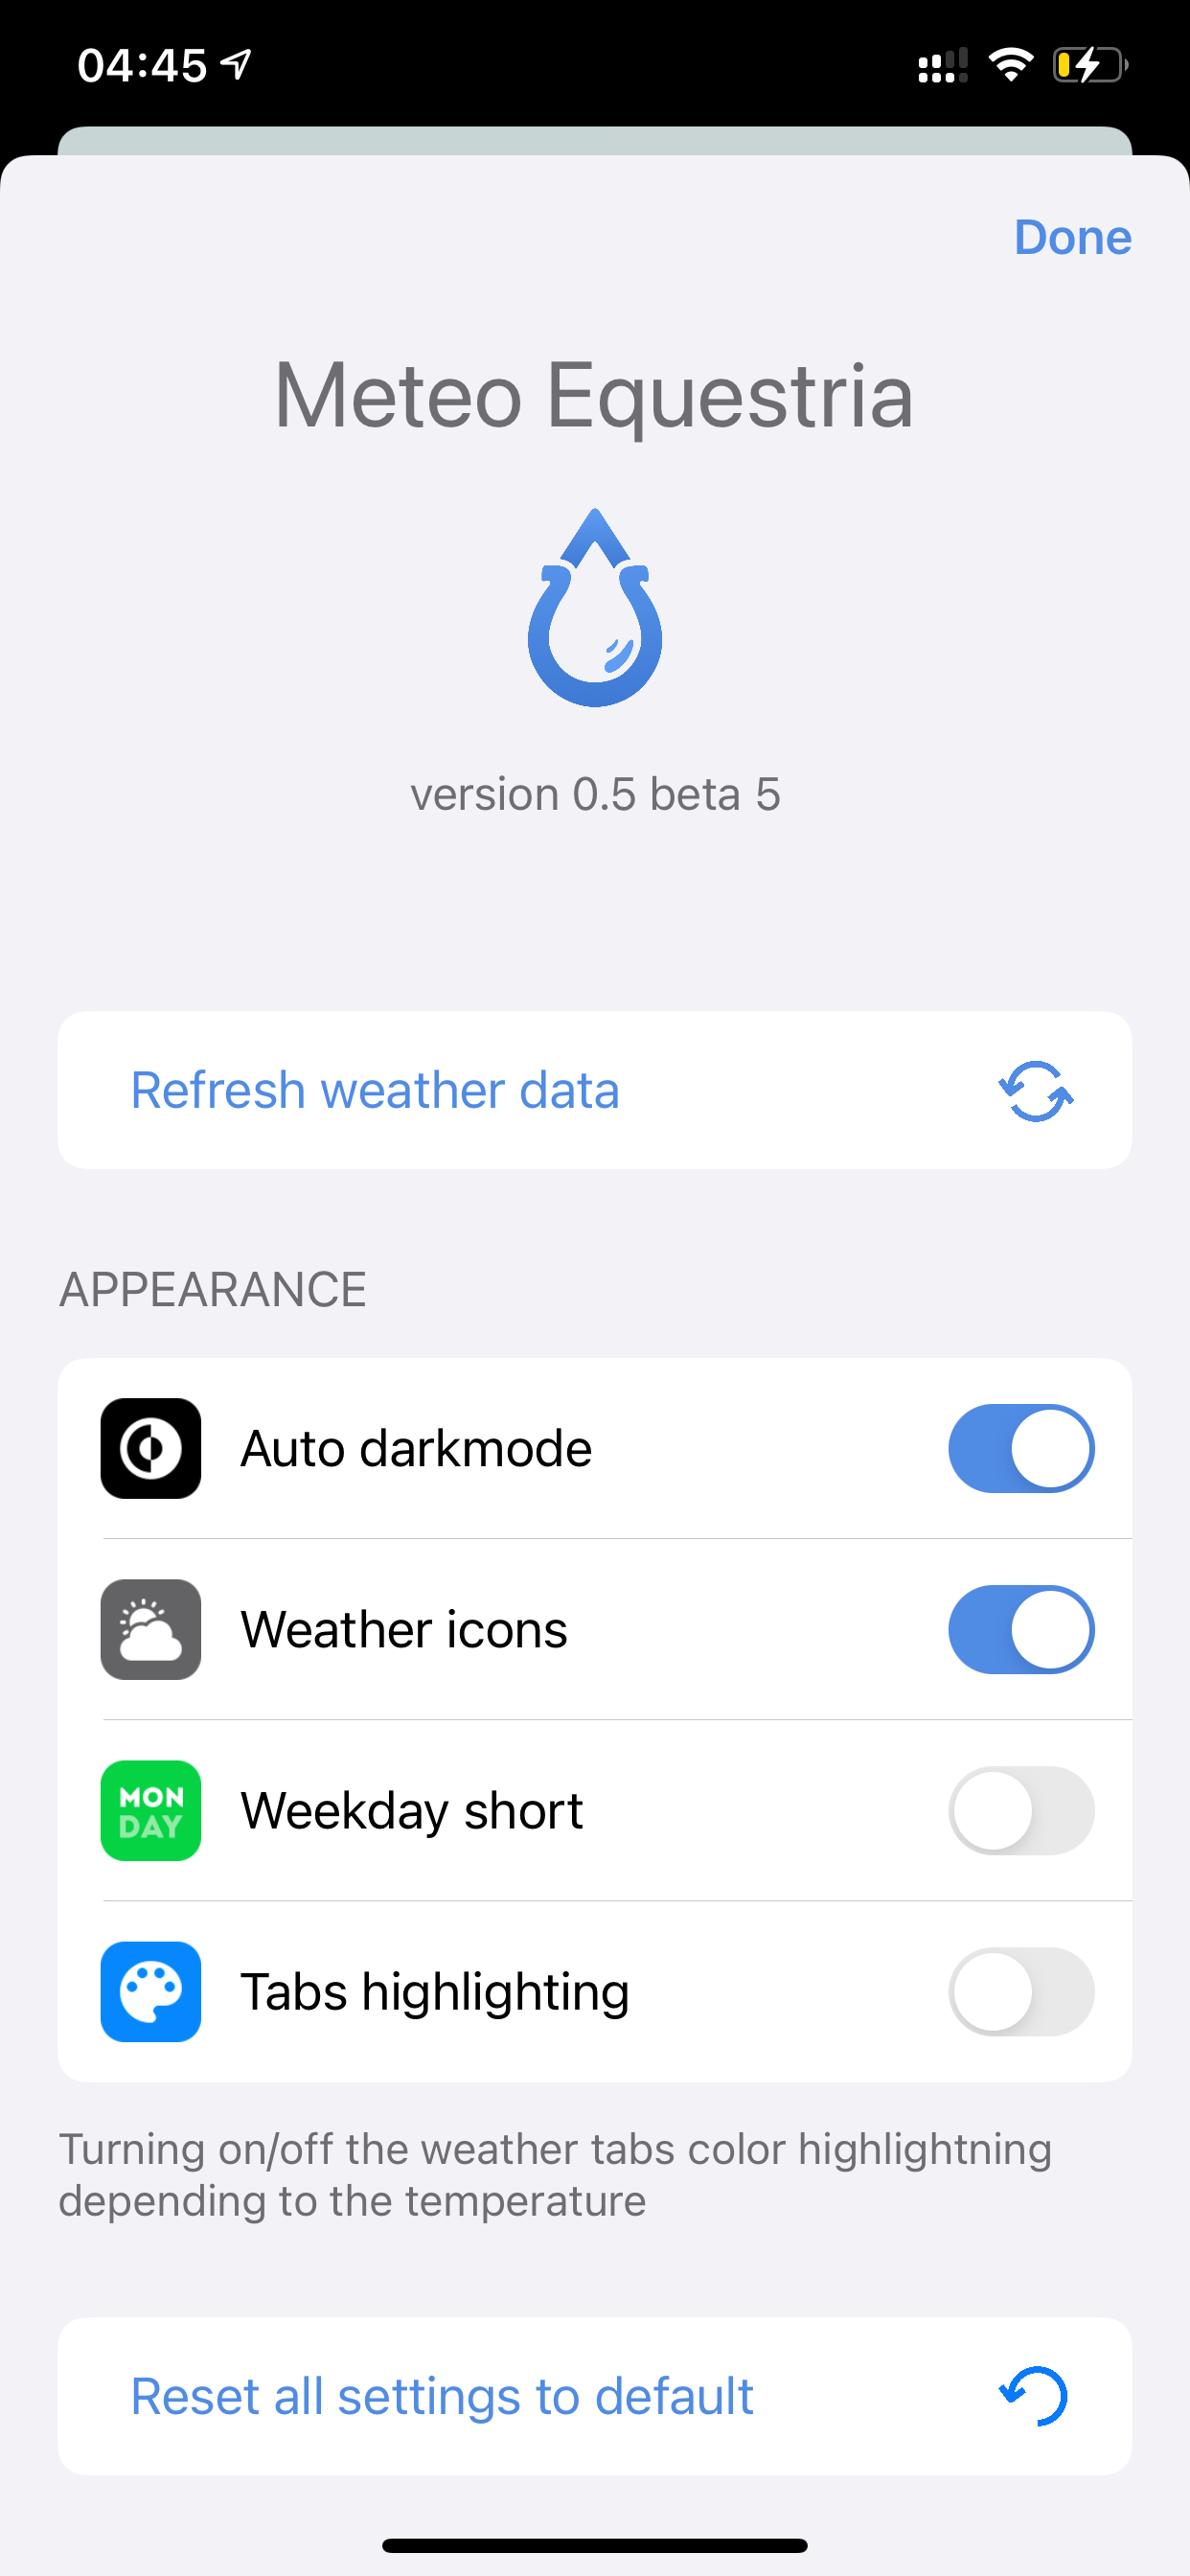 04:45
Done
Meteo Equestria
version 0.5 beta 5
Refresh weather data
APPEARANCE
Auto darkmode
Weather icons
MON
DAY
Weekday short
Tabs highlighting
Turning on/off the weather tabs color highlightning
depending to the temperature
Reset all settings to default